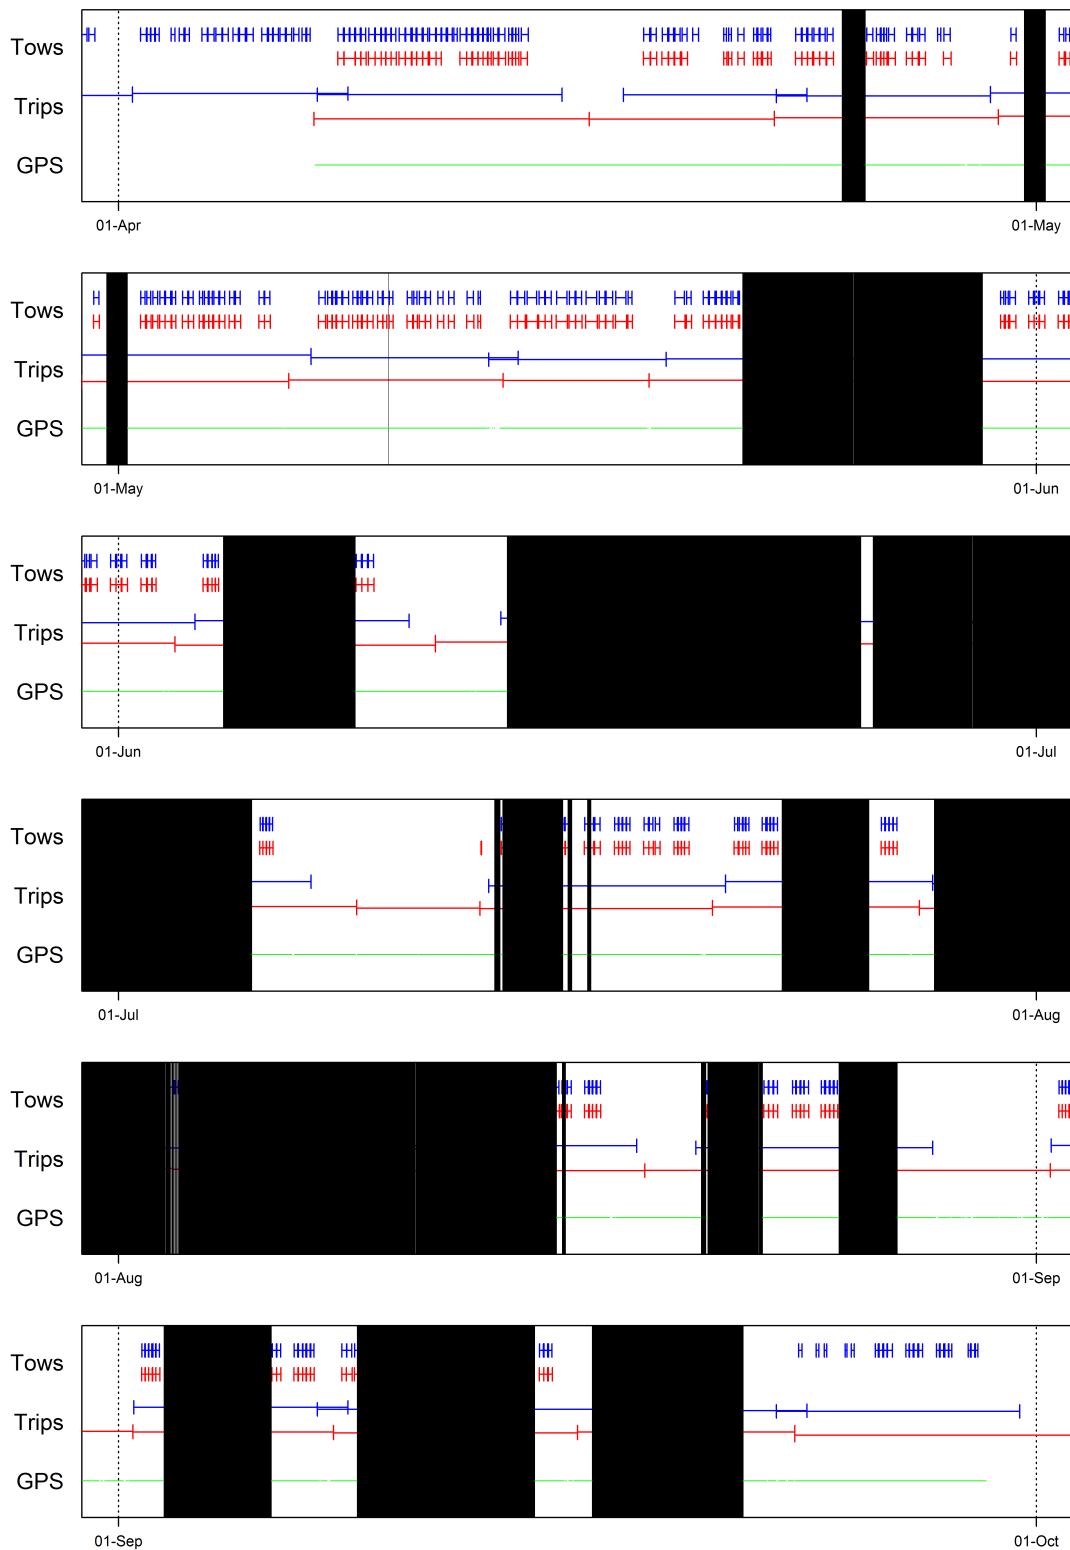 Tows
Trips
GPS
01-Apr 01-May
Tows
Trips
GPS
01-May 01-Jun
Tows
Trips
GPS
01-Jun 01-Jul
Tows
Trips
GPS
01-Jul 01-Aug
Tows
Trips
GPS
01-Aug 01-Sep
Tows
Trips
GPS
01-Sep 01-Oct